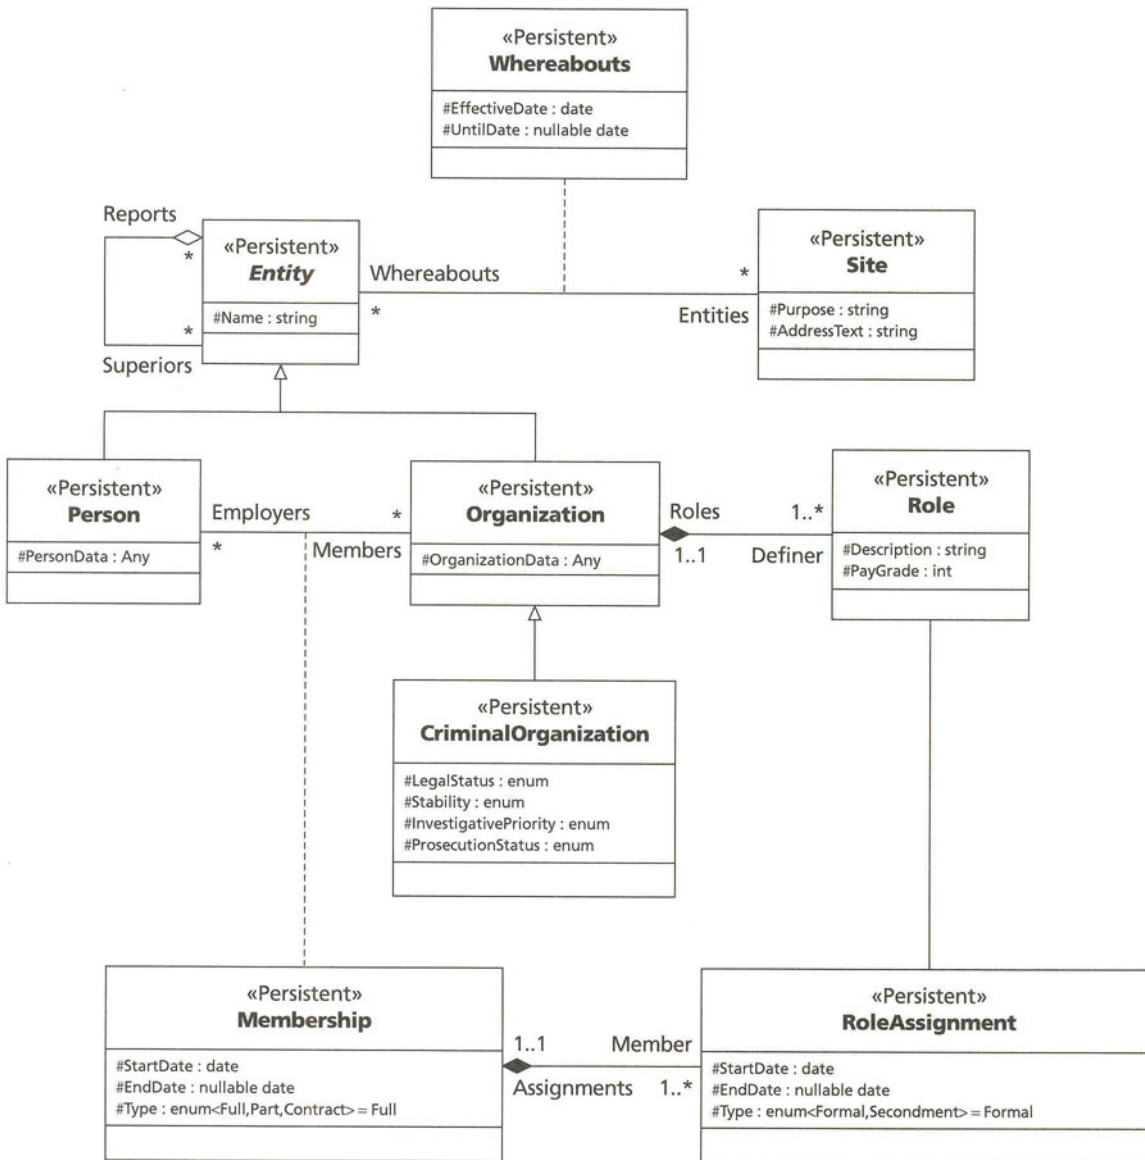 «Persistent»
Whereabouts
#EffectiveDate : date
#UntilDate : nullable date
Reports
*
«Persistent»
Entity
#Name : string
*
Superiors
Whereabouts
*
*
Entities
«Persistent»
Site
#Purpose : string
#AddressText : string
«Persistent»
Person
#PersonData : Any
Employers
*
*
Members
«Persistent»
Organization
#OrganizationData : Any
Roles
1..*
1..1
Definer
«Persistent»
Role
#Description : string
#PayGrade : int
«Persistent»
CriminalOrganization
#LegalStatus : enum
#Stability : enum
#InvestigativePriority : enum
#ProsecutionStatus : enum
«Persistent»
Membership
#StartDate : date
#EndDate : nullable date
#Type : enum<Full,Part,Contract> = Full
1..1
Member
Assignments
1..*
«Persistent»
RoleAssignment
#StartDate : date
#EndDate : nullable date
#Type : enum<Formal,Secondment> = Formal